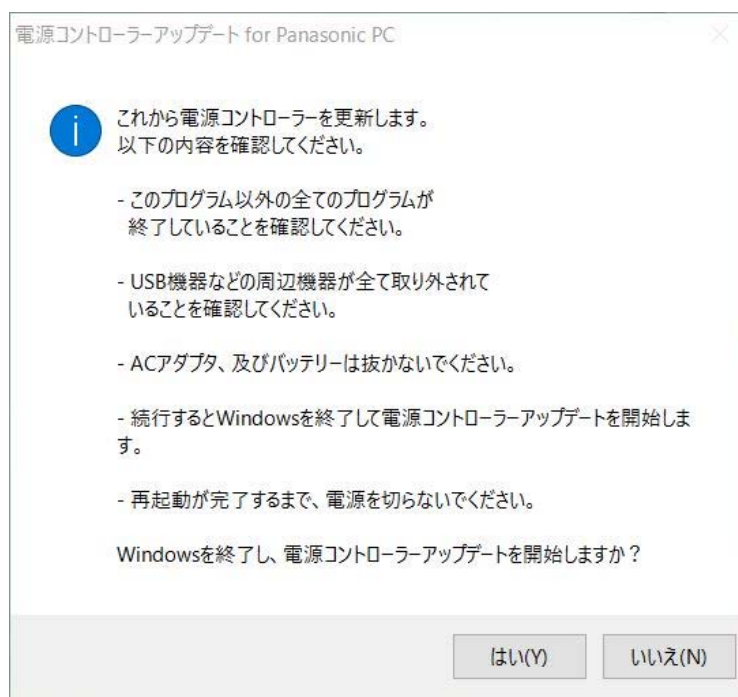 電源コントローラーアップデート for Panasonic PC
これから電源コントローラーを更新します。
以下の内容を確認してください。
- このプログラム以外の全てのプログラムが
終了していることを確認してください。
- USB機器などの周辺機器が全て取り外されて
いることを確認してください。
- ACアダプタ、及びバッテリーは抜かないでください。
- 続行するとWindowsを終了して電源コントローラーアップデートを開始しま
す。
- 再起動が完了するまで、電源を切らないでください。
Windowsを終了し、電源コントローラーアップデートを開始しますか？
はい(Y)
いいえ(N)